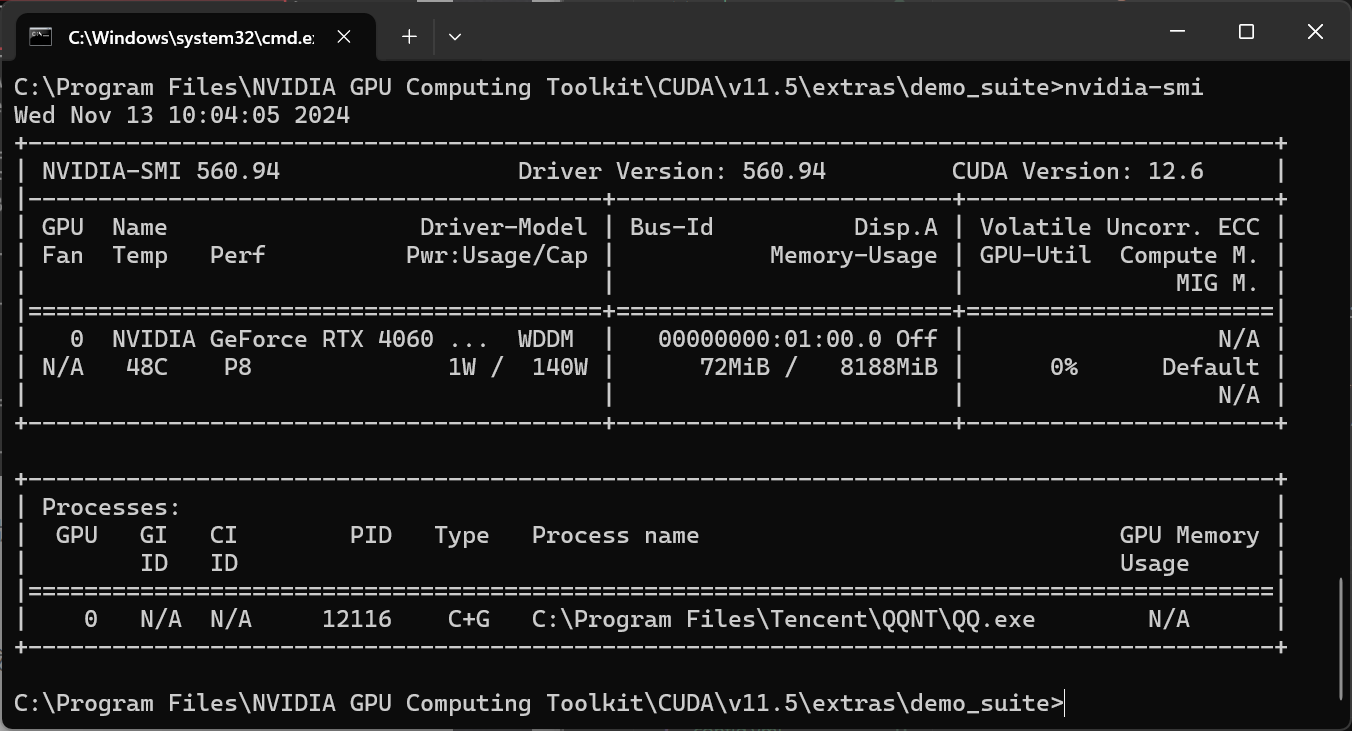 C:\Windows\system32\cmd.e
C:\Program Files\NVIDIA GPU Computing Toolkit\CUDA\v11.5\extras\demo_suite>nvidia-smi
Wed Nov 13 10:04:05 2024
+-----------------------------------------------------------------------------------------+
| NVIDIA-SMI 560.94                 Driver Version: 560.94         CUDA Version: 12.6     |
|-----------------------------------------+------------------------+----------------------+
| GPU  Name                  Driver-Model | Bus-Id          Disp.A | Volatile Uncorr. ECC |
| Fan  Temp   Perf          Pwr:Usage/Cap |           Memory-Usage | GPU-Util  Compute M. |
|                                         |                        |               MIG M. |
|=========================================+========================+======================|
|   0  NVIDIA GeForce RTX 4060 ...  WDDM  |   00000000:01:00.0 Off |                  N/A |
| N/A   48C    P8              1W /  140W |      72MiB /   8188MiB |      0%      Default |
|                                         |                        |                  N/A |
+-----------------------------------------+------------------------+----------------------+
+-----------------------------------------------------------------------------------------+
| Processes:                                                                              |
|  GPU   GI   CI        PID   Type   Process name                              GPU Memory |
|        ID   ID                                                               Usage      |
|=========================================================================================|
|    0   N/A  N/A     12116    C+G   C:\Program Files\Tencent\QQNT\QQ.exe        N/A      |
+-----------------------------------------------------------------------------------------+
C:\Program Files\NVIDIA GPU Computing Toolkit\CUDA\v11.5\extras\demo_suite>